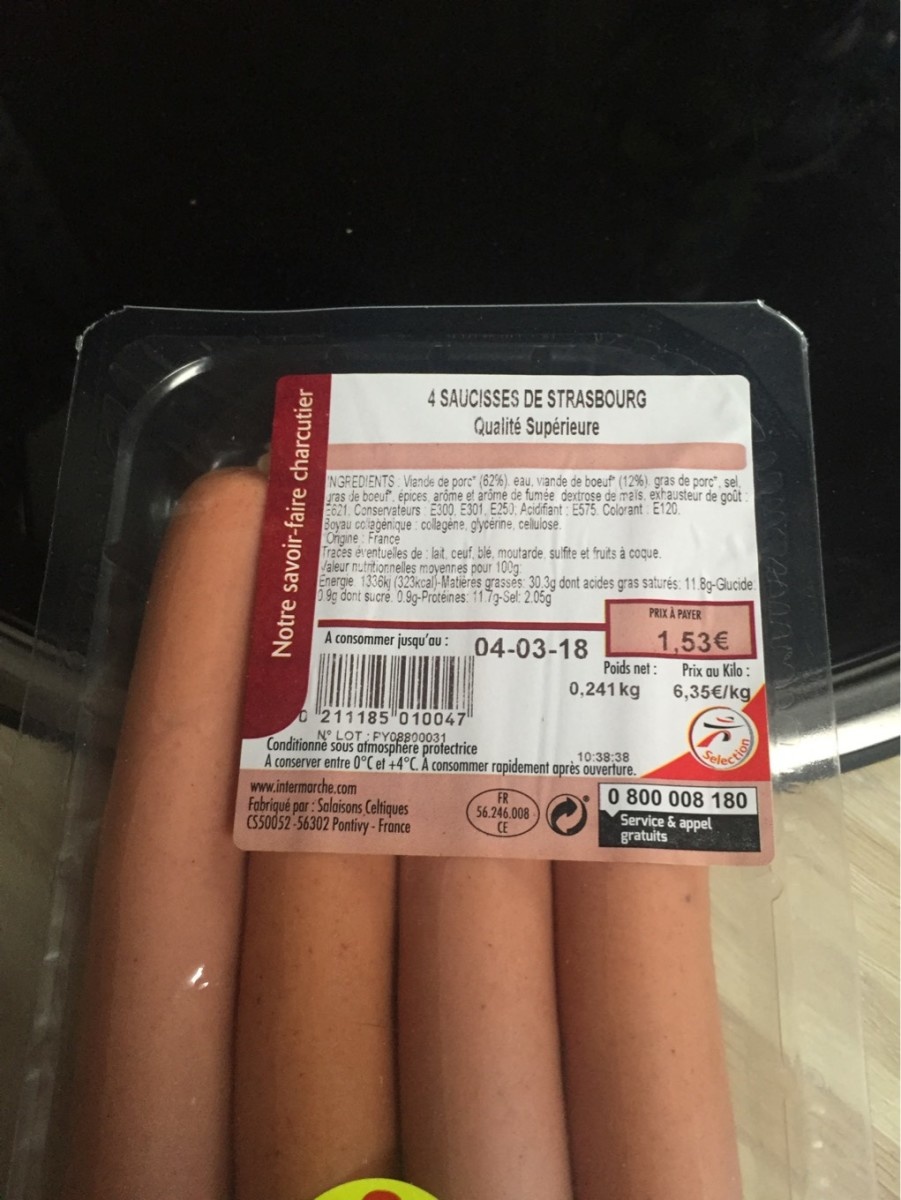 Notre savoir-faire charcutier
4 SAUCISSES DE STRASBOURG
Qualité Supérieure
INGREDIENTS : Viande de porc* (62%), eau, viande de boeuf* (12%), gras de porc*, sel,
gras de boeuf*, épices, arôme et arôme de fumée, dextrose de maïs, exhausteur de goût :
E621, Conservateurs : E300, E301, E250, Acidifiant : E575, Colorant : E120.
Boyau collagénique : collagène, glycérine, cellulose.
*Origine : France
Traces éventuelles de : lait, oeuf, blé, moutarde, sulfite et fruits à coque.
Valeur nutritionnelles moyennes pour 100g:
Energie 1336kj (323kcal)-Matières grasses: 30.3g dont acides gras saturés: 11.8g-Glucide:
0.9g dont sucre: 0.9g-Protéines: 11.7g-Sel: 2.05g
PRIX À PAYER
1,53€
A consommer jusqu'au : 04-03-18
Poids net : Prix au Kilo :
0,241 kg 6,35€/kg
0 211185 010047
N° LOT : PY08800031
Conditionné sous atmosphère protectrice
10:38:38
A conserver entre 0°C et +4°C. A consommer rapidement après ouverture.
Selection
www.intermarche.com
Fabriqué par : Salaisons Celtiques
CS50052-56302 Pontivy - France
FR
56.246.008
CE
0 800 008 180
Service & appel
gratuits